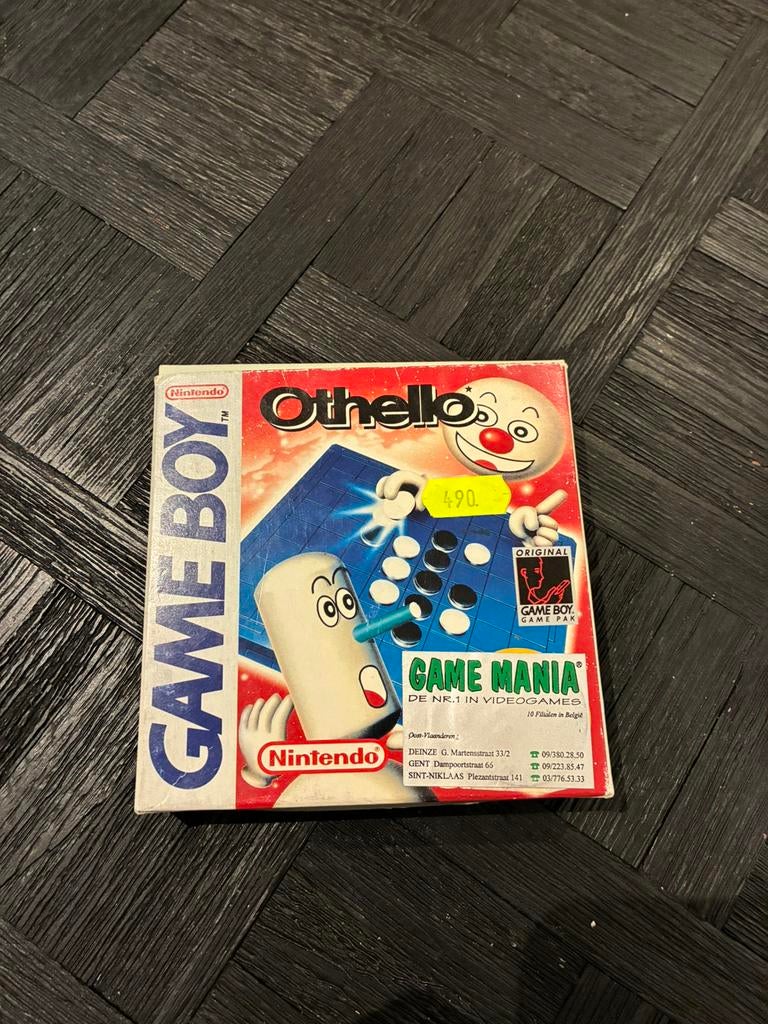 Nintendo
GAME BOY™
Othello*
490.
ORIGINAL
GAME BOY
GAME PAK
GAME MANIA®
DE NR.1 IN VIDEOGAMES
10 Filialen in België
Oost-Vlaanderen:
DEINZE G. Martensstraat 33/2 ☎ 09/380.28.50
GENT Dampoortstraat 66 ☎ 09/223.85.47
SINT-NIKLAAS Plezantstraat 141 ☎ 03/776.53.33
Nintendo®